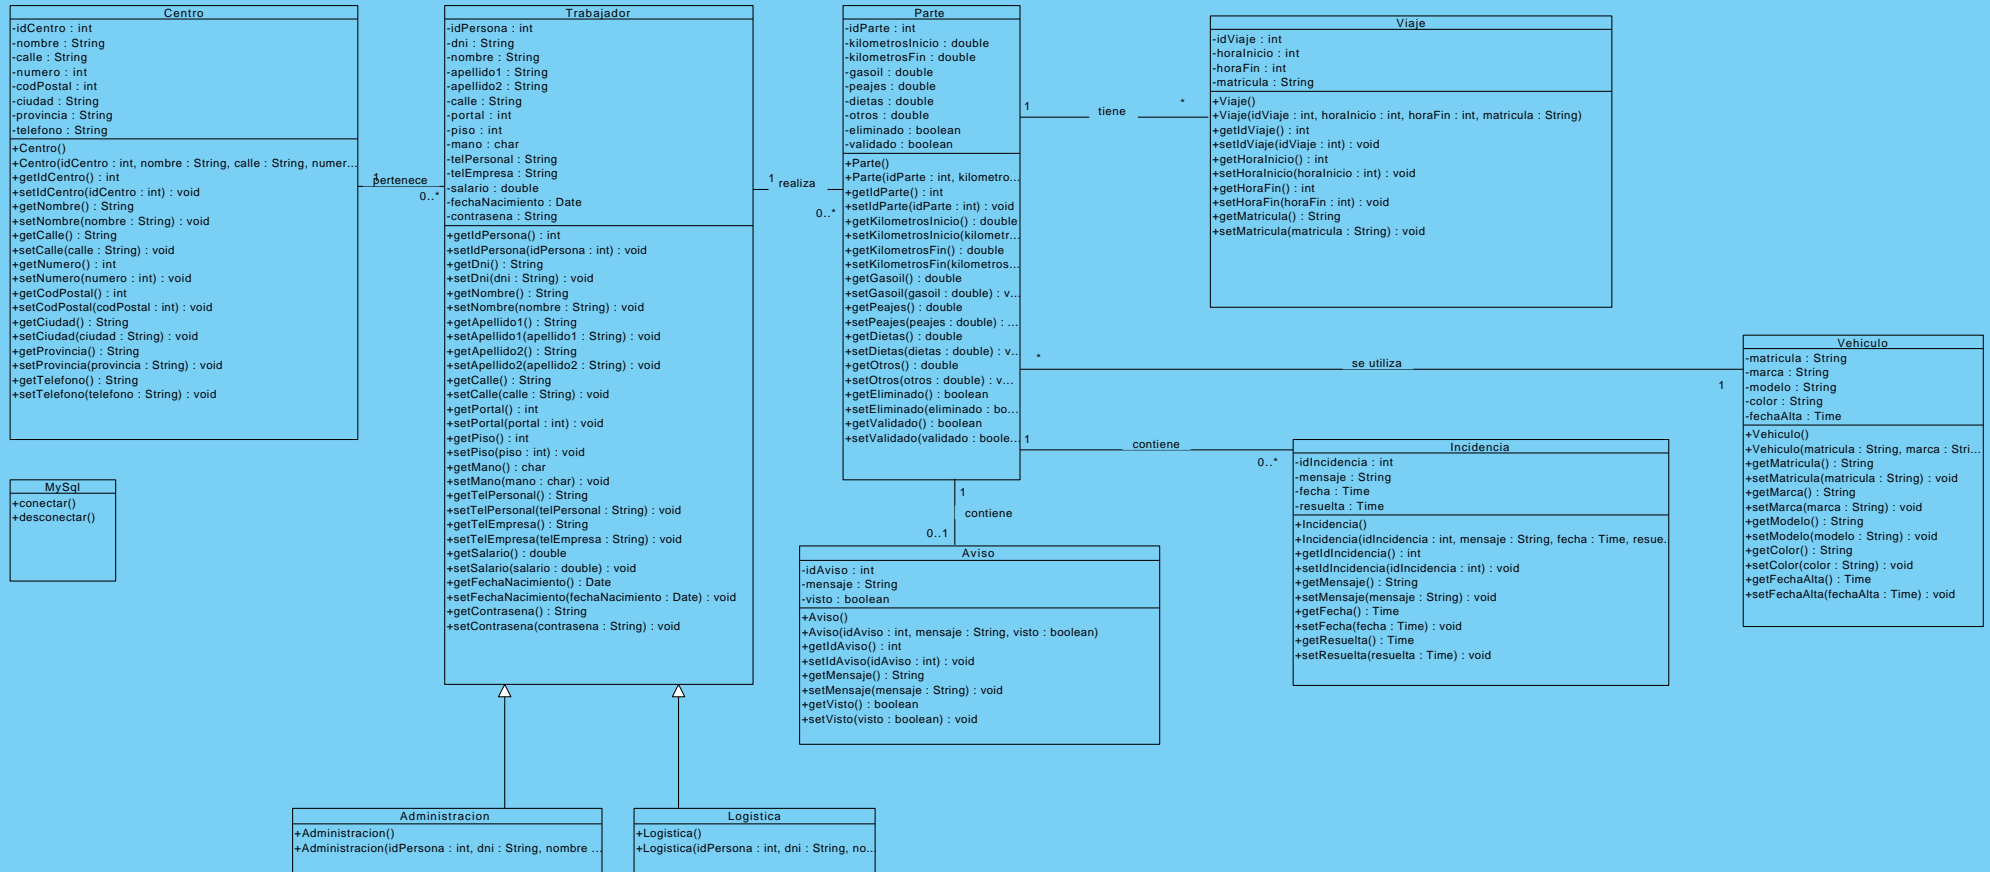 Centro
-idCentro : int
-nombre : String
-calle : String
-numero : int
-codPostal : int
-ciudad : String
-provincia : String
-telefono : String
+Centro()
+Centro(idCentro : int, nombre : String, calle : String, numer...
+getIdCentro() : int
+setIdCentro(idCentro : int) : void
+getNombre() : String
+setNombre(nombre : String) : void
+getCalle() : String
+setCalle(calle : String) : void
+getNumero() : int
+setNumero(numero : int) : void
+getCodPostal() : int
+setCodPostal(codPostal : int) : void
+getCiudad() : String
+setCiudad(ciudad : String) : void
+getProvincia() : String
+setProvincia(provincia : String) : void
+getTelefono() : String
+setTelefono(telefono : String) : void
1
pertenece
0..*
MySql
+conectar()
+desconectar()
Trabajador
-idPersona : int
-dni : String
-nombre : String
-apellido1 : String
-apellido2 : String
-calle : String
-portal : int
-piso : int
-mano : char
-telPersonal : String
-telEmpresa : String
-salario : double
-fechaNacimiento : Date
-contrasena : String
+getIdPersona() : int
+setIdPersona(idPersona : int) : void
+getDni() : String
+setDni(dni : String) : void
+getNombre() : String
+setNombre(nombre : String) : void
+getApellido1() : String
+setApellido1(apellido1 : String) : void
+getApellido2() : String
+setApellido2(apellido2 : String) : void
+getCalle() : String
+setCalle(calle : String) : void
+getPortal() : int
+setPortal(portal : int) : void
+getPiso() : int
+setPiso(piso : int) : void
+getMano() : char
+setMano(mano : char) : void
+getTelPersonal() : String
+setTelPersonal(telPersonal : String) : void
+getTelEmpresa() : String
+setTelEmpresa(telEmpresa : String) : void
+getSalario() : double
+setSalario(salario : double) : void
+getFechaNacimiento() : Date
+setFechaNacimiento(fechaNacimiento : Date) : void
+getContrasena() : String
+setContrasena(contrasena : String) : void
1
realiza
0..*
Parte
-idParte : int
-kilometrosInicio : double
-kilometrosFin : double
-gasoil : double
-peajes : double
-dietas : double
-otros : double
-eliminado : boolean
-validado : boolean
+Parte()
+Parte(idParte : int, kilometro...
+getIdParte() : int
+setIdParte(idParte : int) : void
+getKilometrosInicio() : double
+setKilometrosInicio(kilometr...
+getKilometrosFin() : double
+setKilometrosFin(kilometros...
+getGasoil() : double
+setGasoil(gasoil : double) : v...
+getPeajes() : double
+setPeajes(peajes : double) : ...
+getDietas() : double
+setDietas(dietas : double) : v...
+getOtros() : double
+setOtros(otros : double) : v...
+getEliminado() : boolean
+setEliminado(eliminado : bo...
+getValidado() : boolean
+setValidado(validado : boole...
1
tiene
*
Viaje
-idViaje : int
-horaInicio : int
-horaFin : int
-matricula : String
+Viaje()
+Viaje(idViaje : int, horaInicio : int, horaFin : int, matricula : String)
+getIdViaje() : int
+setIdViaje(idViaje : int) : void
+getHoraInicio() : int
+setHoraInicio(horaInicio : int) : void
+getHoraFin() : int
+setHoraFin(horaFin : int) : void
+getMatricula() : String
+setMatricula(matricula : String) : void
*
se utiliza
1
Vehiculo
-matricula : String
-marca : String
-modelo : String
-color : String
-fechaAlta : Time
+Vehiculo()
+Vehiculo(matricula : String, marca : Stri...
+getMatricula() : String
+setMatricula(matricula : String) : void
+getMarca() : String
+setMarca(marca : String) : void
+getModelo() : String
+setModelo(modelo : String) : void
+getColor() : String
+setColor(color : String) : void
+getFechaAlta() : Time
+setFechaAlta(fechaAlta : Time) : void
1
contiene
0..*
Incidencia
-idIncidencia : int
-mensaje : String
-fecha : Time
-resuelta : Time
+Incidencia()
+Incidencia(idIncidencia : int, mensaje : String, fecha : Time, resue.
+getIdIncidencia() : int
+setIdIncidencia(idIncidencia : int) : void
+getMensaje() : String
+setMensaje(mensaje : String) : void
+getFecha() : Time
+setFecha(fecha : Time) : void
+getResuelta() : Time
+setResuelta(resuelta : Time) : void
1
contiene
0..1
Aviso
-idAviso : int
-mensaje : String
-visto : boolean
+Aviso()
+Aviso(idAviso : int, mensaje : String, visto : boolean)
+getIdAviso() : int
+setIdAviso(idAviso : int) : void
+getMensaje() : String
+setMensaje(mensaje : String) : void
+getVisto() : boolean
+setVisto(visto : boolean) : void
Administracion
+Administracion()
+Administracion(idPersona : int, dni : String, nombre ...
Logistica
+Logistica()
+Logistica(idPersona : int, dni : String, no...